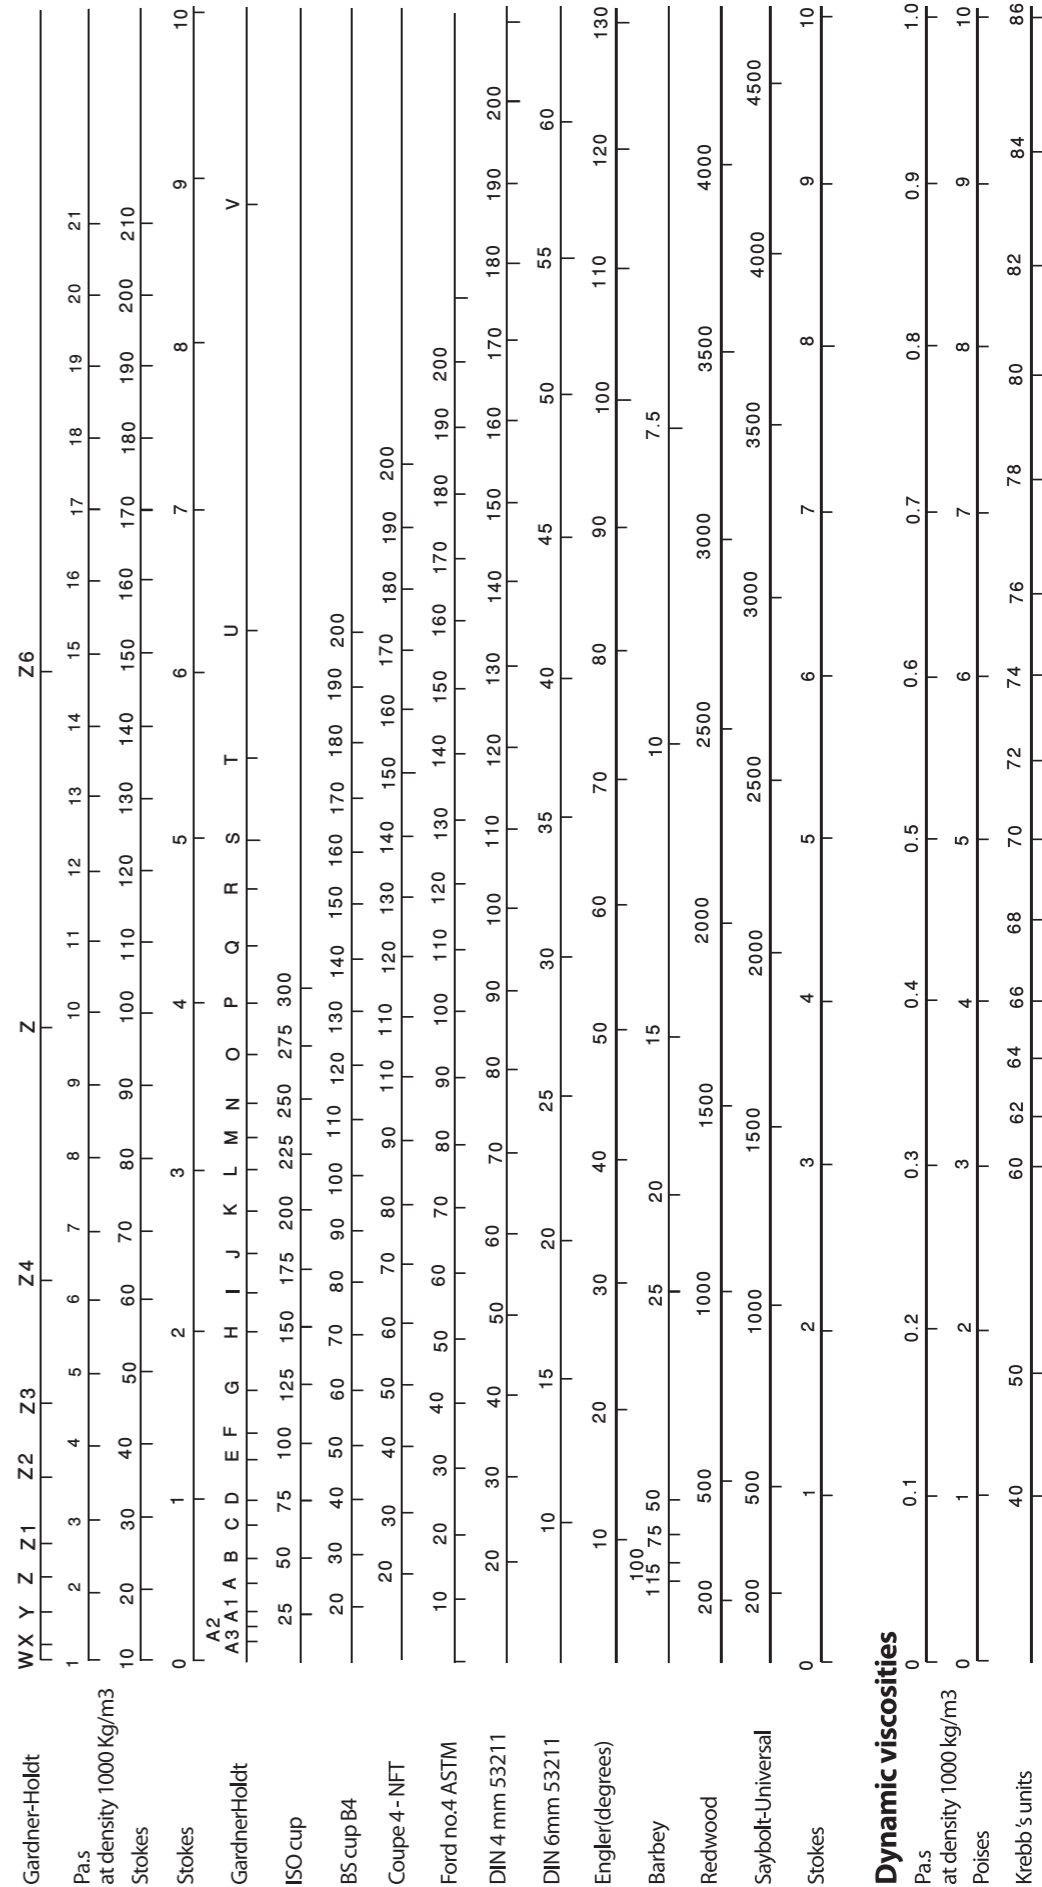 Gardner-Holdt W X Y Z Z1 Z2 Z3 Z4 Z Z6
Pa.s
at density 1000 Kg/m3 1 2 3 4 5 6 7 8 9 10 11 12 13 14 15 16 17 18 19 20 21
Stokes 10 20 30 40 50 60 70 80 90 100 110 120 130 140 150 160 170 180 190 200 210
Stokes 0 1 2 3 4 5 6 7 8 9 10
GardnerHoldt A3 A2 A1 A B C D E F G H I J K L M N O P Q R S T U V
ISO cup 25 50 75 100 125 150 175 200 225 250 275 300
BS cup B4 20 30 40 50 60 70 80 90 100 110 120 130 140 150 160 170 180 190 200
Coupe 4 - NFT 20 30 40 50 60 70 80 90 110 110 120 130 140 150 160 170 180 190 200
Ford no.4 ASTM 10 20 30 40 50 60 70 80 90 100 110 120 130 140 150 160 170 180 190 200
DIN 4 mm 53211 20 30 40 50 60 70 80 90 100 110 120 130 140 150 160 170 180 190 200
DIN 6mm 53211 10 15 20 25 30 35 40 45 50 55 60
Engler(degrees) 10 20 30 40 50 60 70 80 90 100 110 120 130
Barbey 115 100 75 50 25 20 15 10 7.5
Redwood 200 500 1000 1500 2000 2500 3000 3500 4000
Saybolt-Universal 200 500 1000 1500 2000 2500 3000 3500 4000 4500
Stokes 0 1 2 3 4 5 6 7 8 9 10
Dynamic viscosities
Pa.s
at density 1000 kg/m3 0 0.1 0.2 0.3 0.4 0.5 0.6 0.7 0.8 0.9 1.0
Poises 0 1 2 3 4 5 6 7 8 9 10
Krebb 's units 40 50 60 62 64 66 68 70 72 74 76 78 80 82 84 86